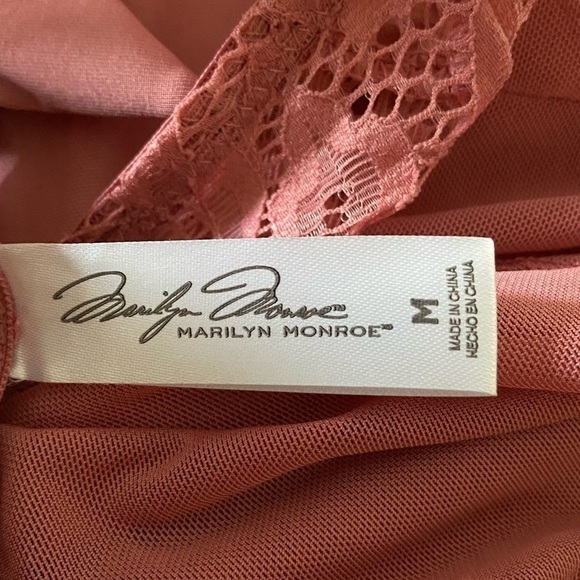 Marilyn Monroe™
MARILYN MONROE™
M
MADE IN CHINA
HECHO EN CHINA